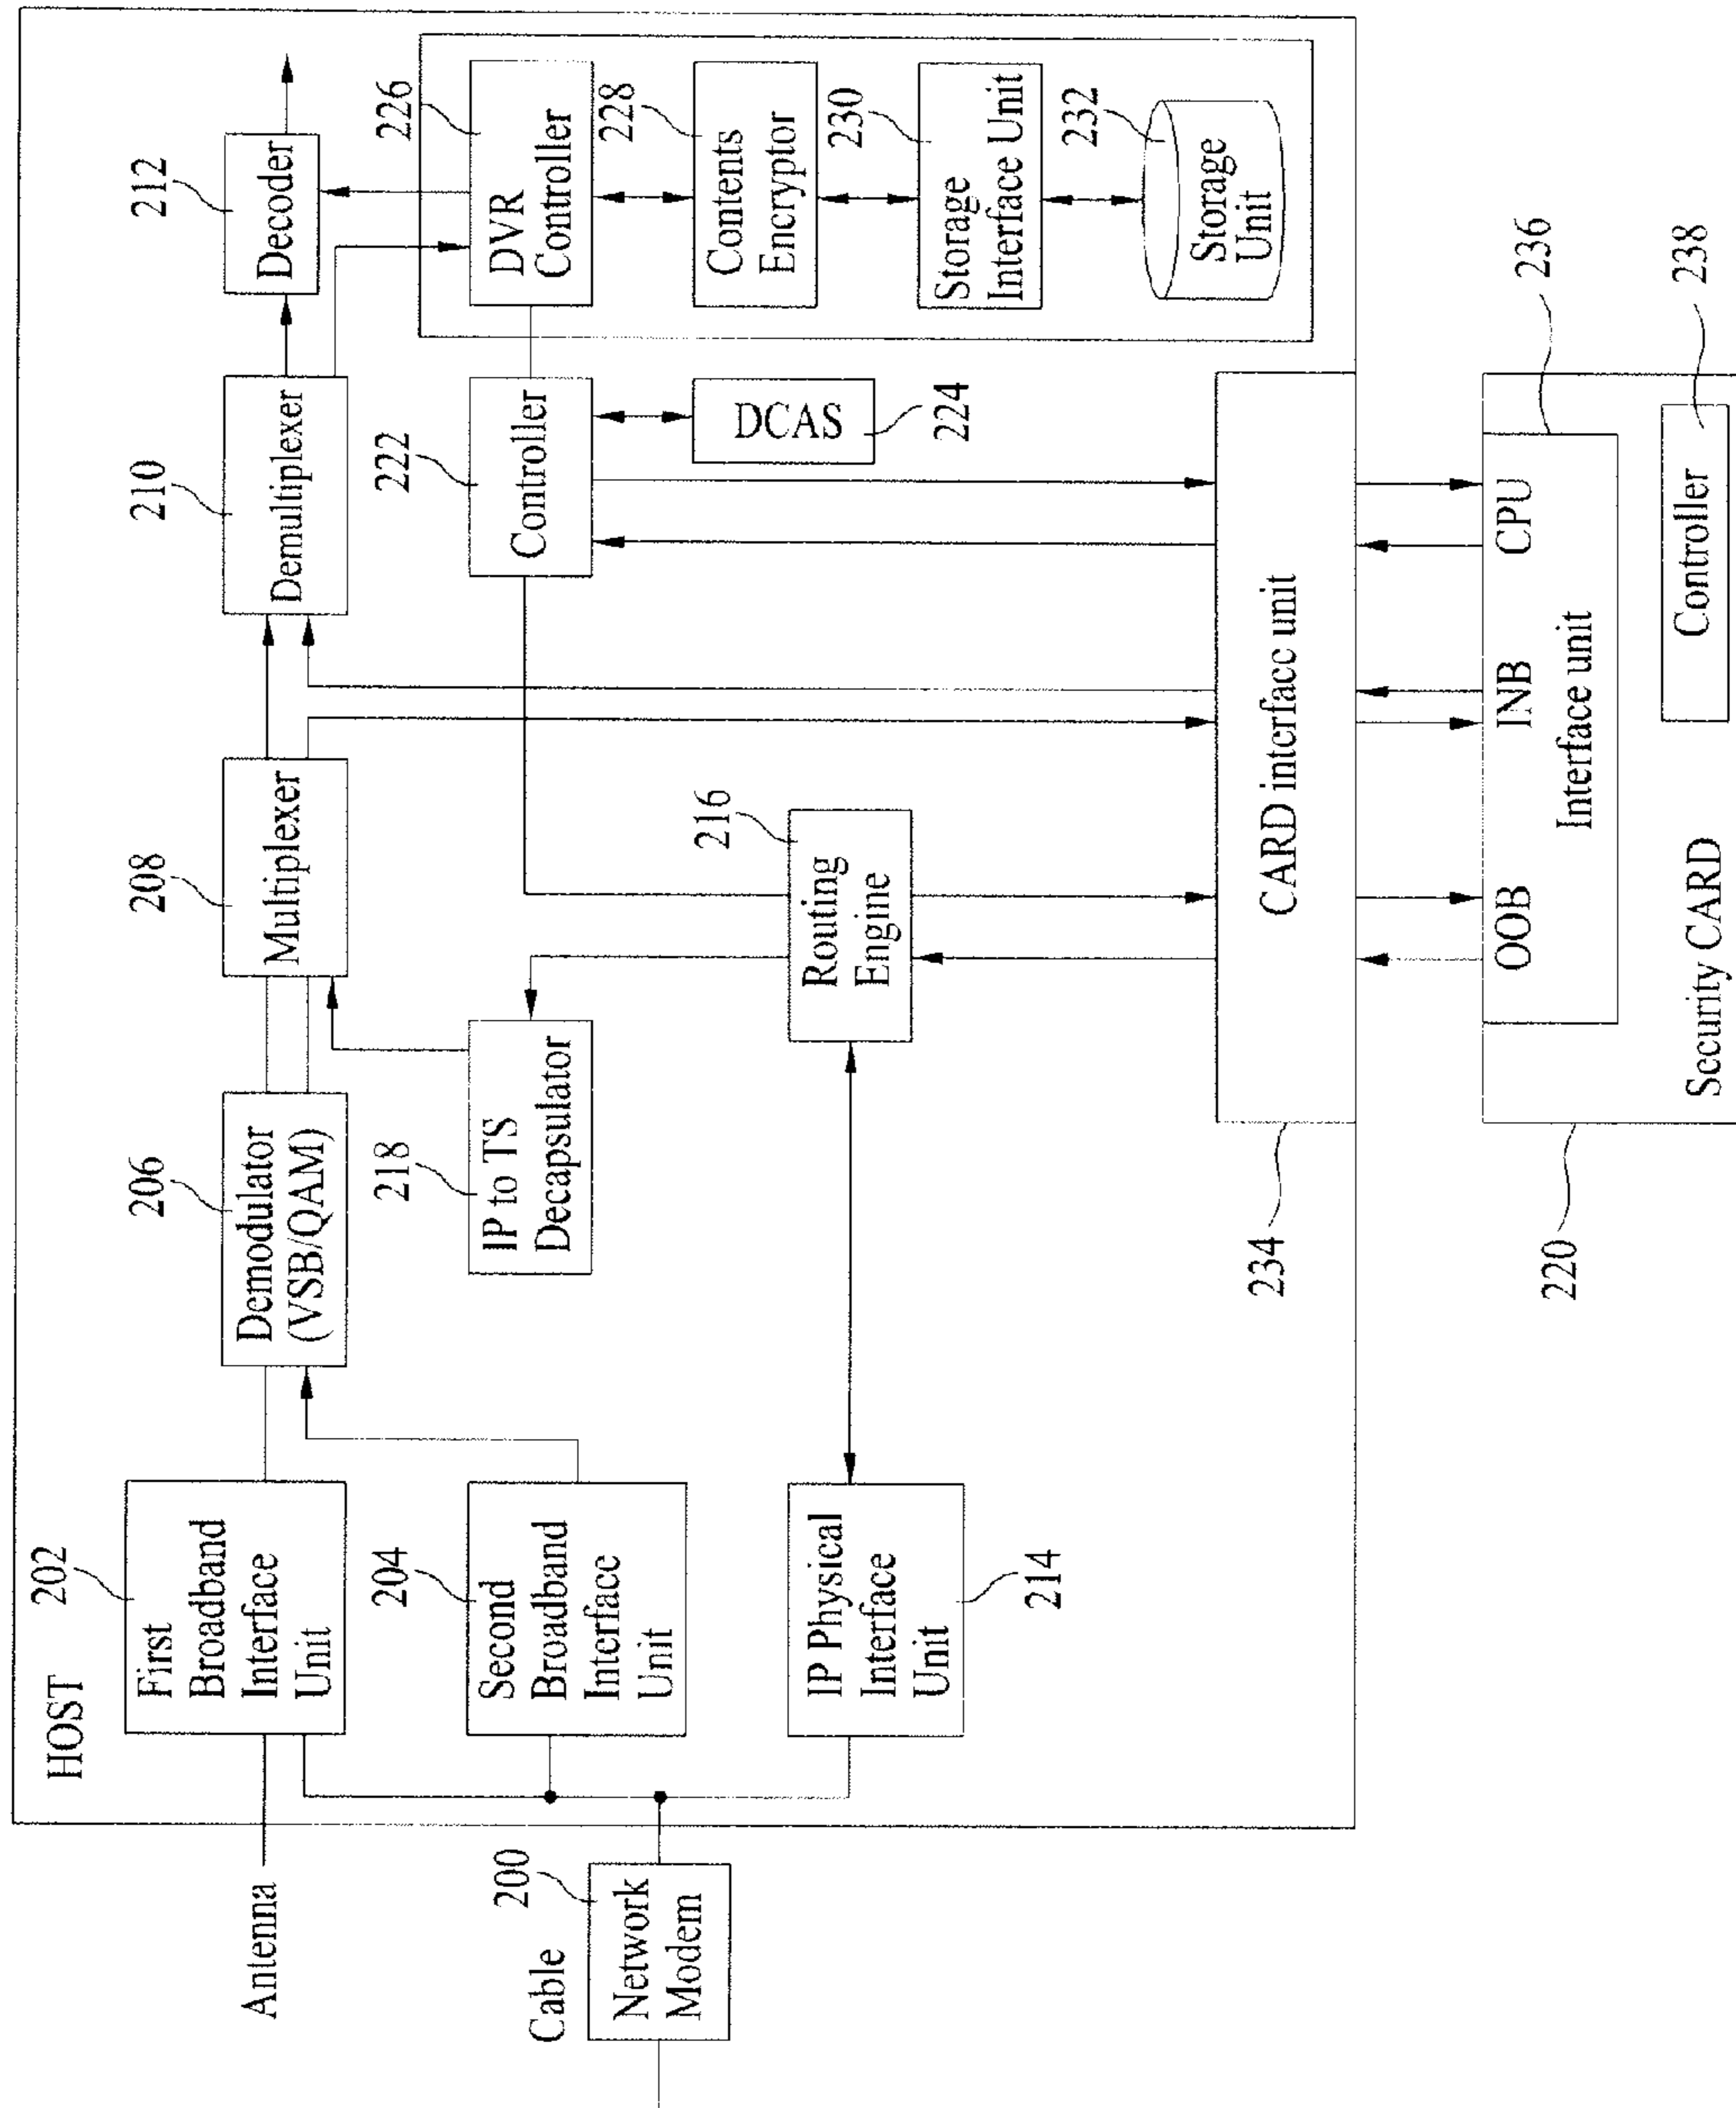 HOST
Antenna
Cable
200
Network
Modem
202
First
Broadband
Interface
Unit
204
Second
Broadband
Interface
Unit
214
IP Physical
Interface
Unit
206
Demodulator
(VSB/QAM)
218
IP to TS
Decapsulator
208
Multiplexer
216
Routing
Engine
210
Demultiplexer
222
Controller
DCAS
224
212
Decoder
226
DVR
Controller
228
Contents
Encryptor
230
Storage
Interface Unit
232
Storage
Unit
234
CARD interface unit
220
OOB
INB
CPU
Interface unit
236
Controller
238
Security CARD